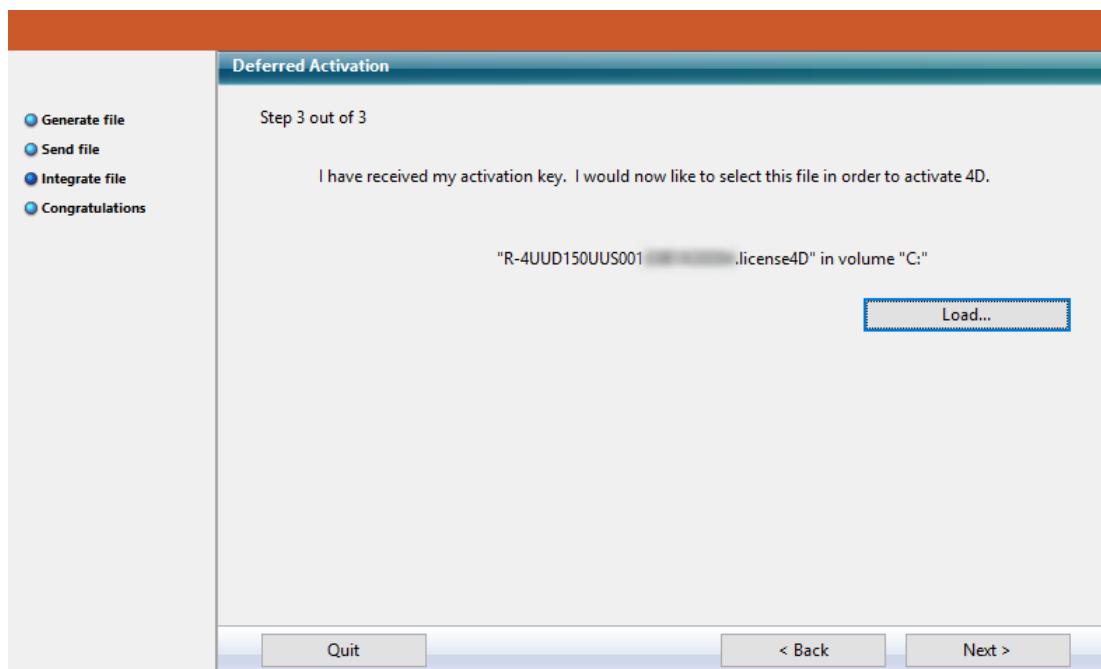 Deferred Activation
Generate file
Send file
Integrate file
Congratulations
Step 3 out of 3
I have received my activation key. I would now like to select this file in order to activate 4D.
"R-4UUD150UUS001 .license4D" in volume "C:"
Load...
Quit
< Back
Next >